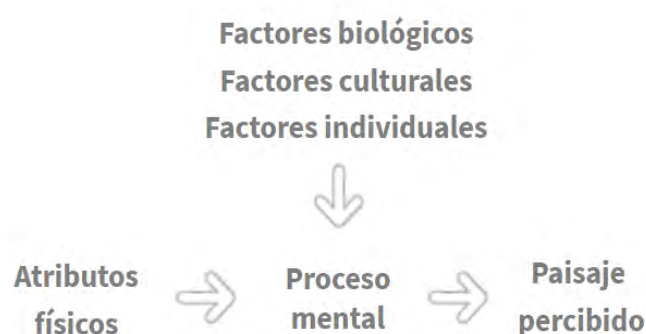 Factores biológicos
Factores culturales
Factores individuales
Atributos
físicos
Proceso
mental
Paisaje
percibido